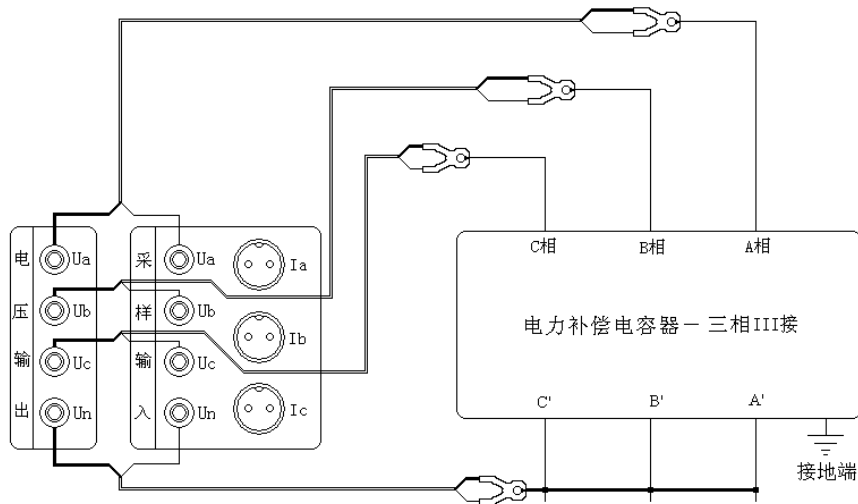 电压输出
Ua
Ub
Uc
Un
采样输入
Ua
Ub
Uc
Un
Ia
Ib
Ic
C相 B相 A相
电力补偿电容器－三相III接
C' B' A'
接地端